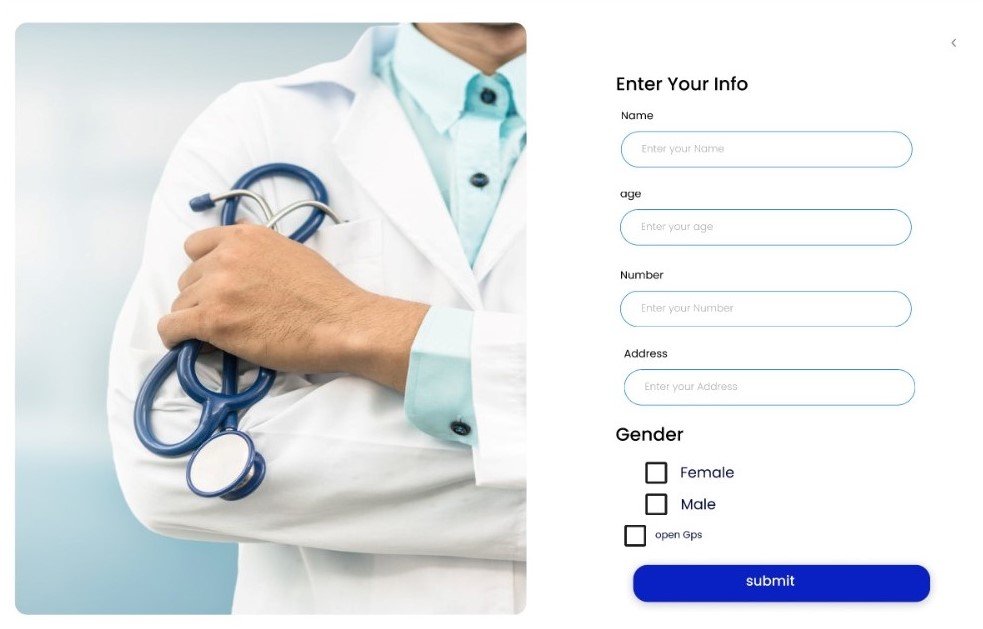 Enter Your Info
Name
Enter your Name
age
Enter your age
Number
Enter your Number
Address
Enter your Address
Gender
Female
Male
open Gps
submit